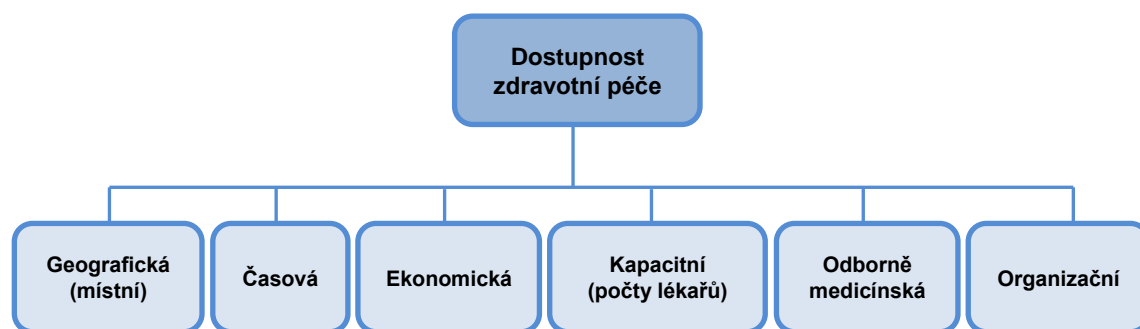 Dostupnost
zdravotní péče
Geografická
(místní)
Časová
Ekonomická
Kapacitní
(počty lékařů)
Odborně
medicínská
Organizační